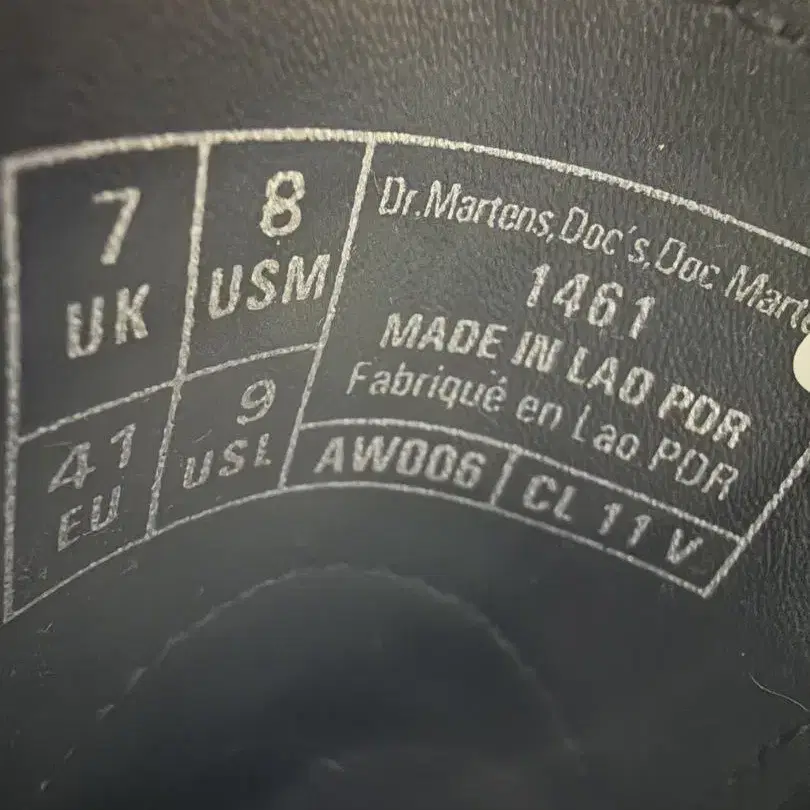 7 UK
8 USM
41 EU
9 USL
Dr.Martens,Doc's,Doc Mart
1461
MADE IN LAO PDR
Fabriqué en Lao PDR
AW006
CL 11 V